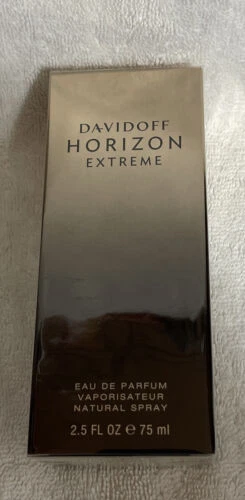 DAVIDOFF
HORIZON
EXTREME
EAU DE PARFUM
VAPORISATEUR
NATURAL SPRAY
2.5 FL OZ ℮ 75 ml